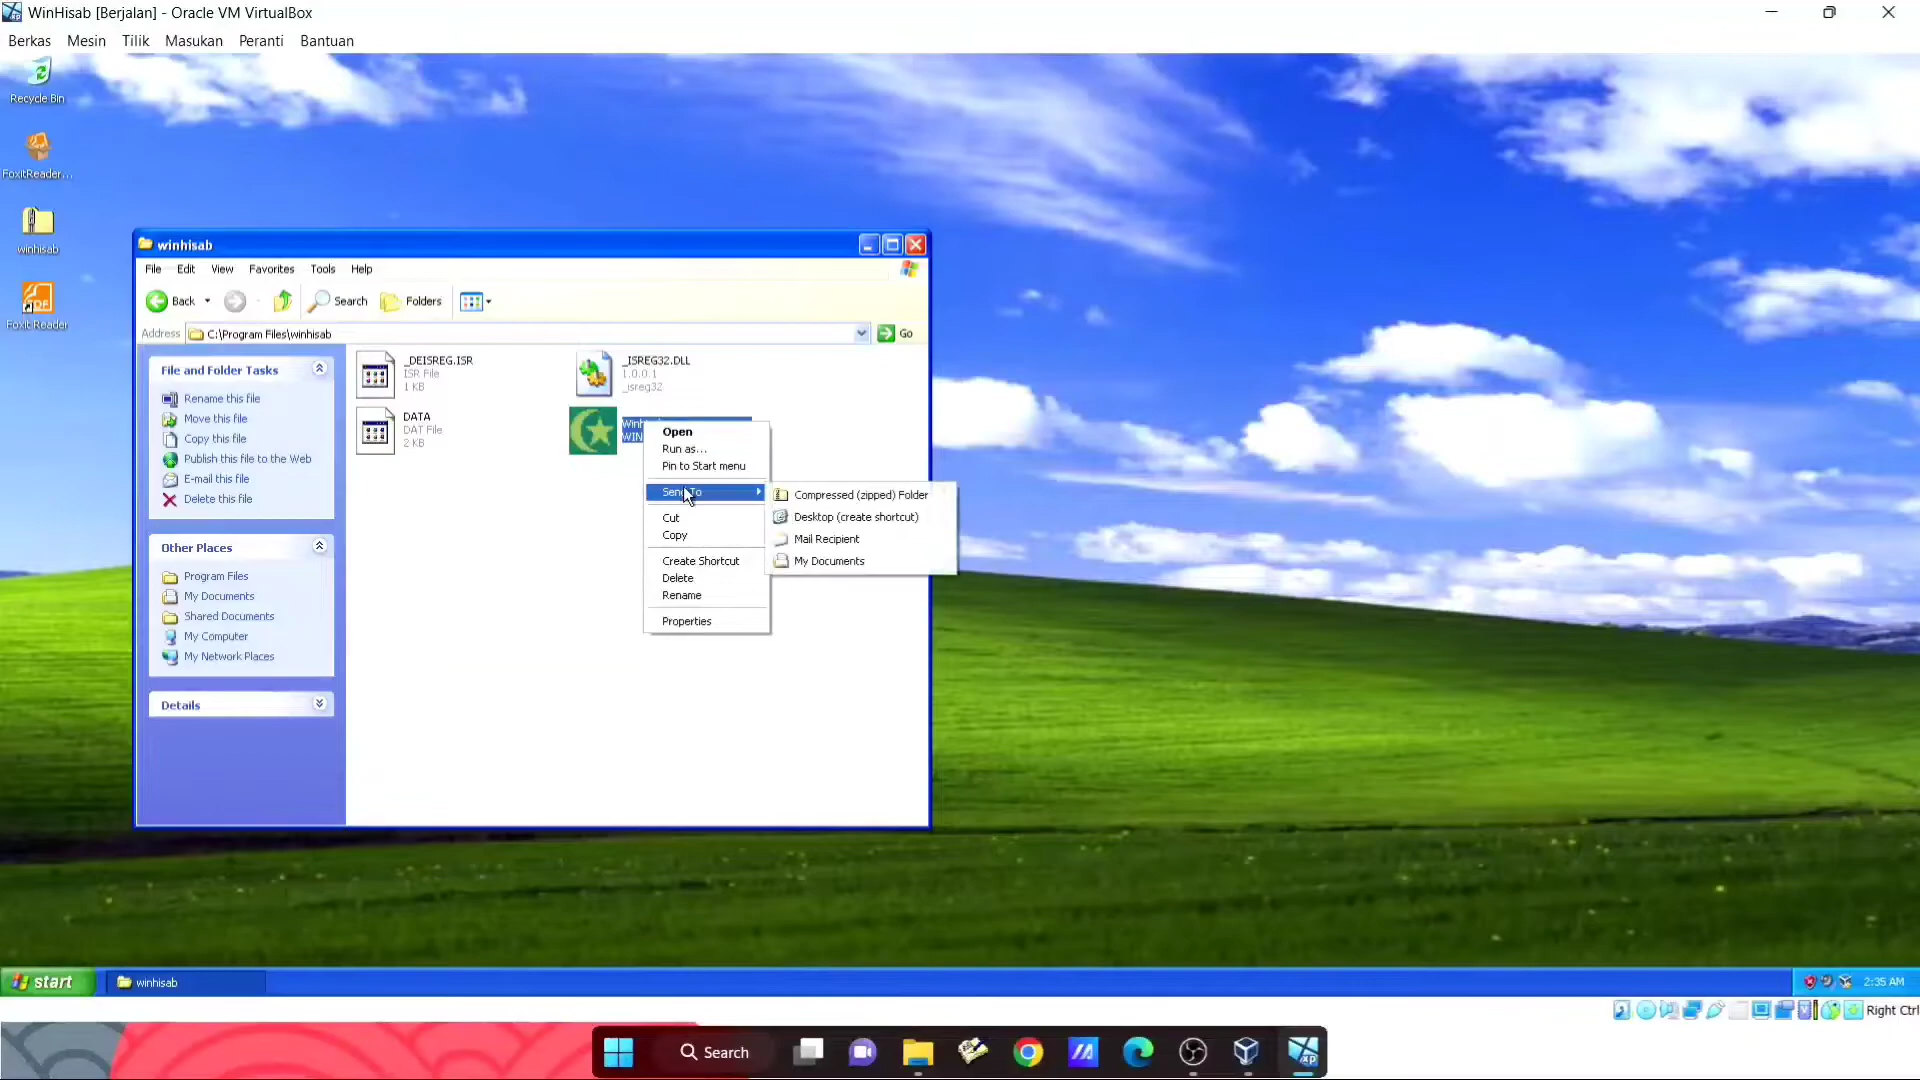 WinHisab [Berjalan] - Oracle VM VirtualBox
Berkas Mesin Tilik Masukan Peranti Bantuan
Recycle Bin
FoxitReader...
winhisab
Foxit Reader
winhisab
File Edit View Favorites Tools Help
Back Search Folders
Address C:\Program Files\winhisab Go
File and Folder Tasks
Rename this file
Move this file
Copy this file
Publish this file to the Web
E-mail this file
Delete this file
Other Places
Program Files
My Documents
Shared Documents
My Computer
My Network Places
Details
_DEISREG.ISR
ISR File
1 KB
_ISREG32.DLL
1.0.0.1
_isreg32
DATA
DAT File
2 KB
Open
Run as...
Pin to Start menu
Send To
Cut
Copy
Create Shortcut
Delete
Rename
Properties
Compressed (zipped) Folder
Desktop (create shortcut)
Mail Recipient
My Documents
start winhisab 2:35 AM
Right Ctrl
Search